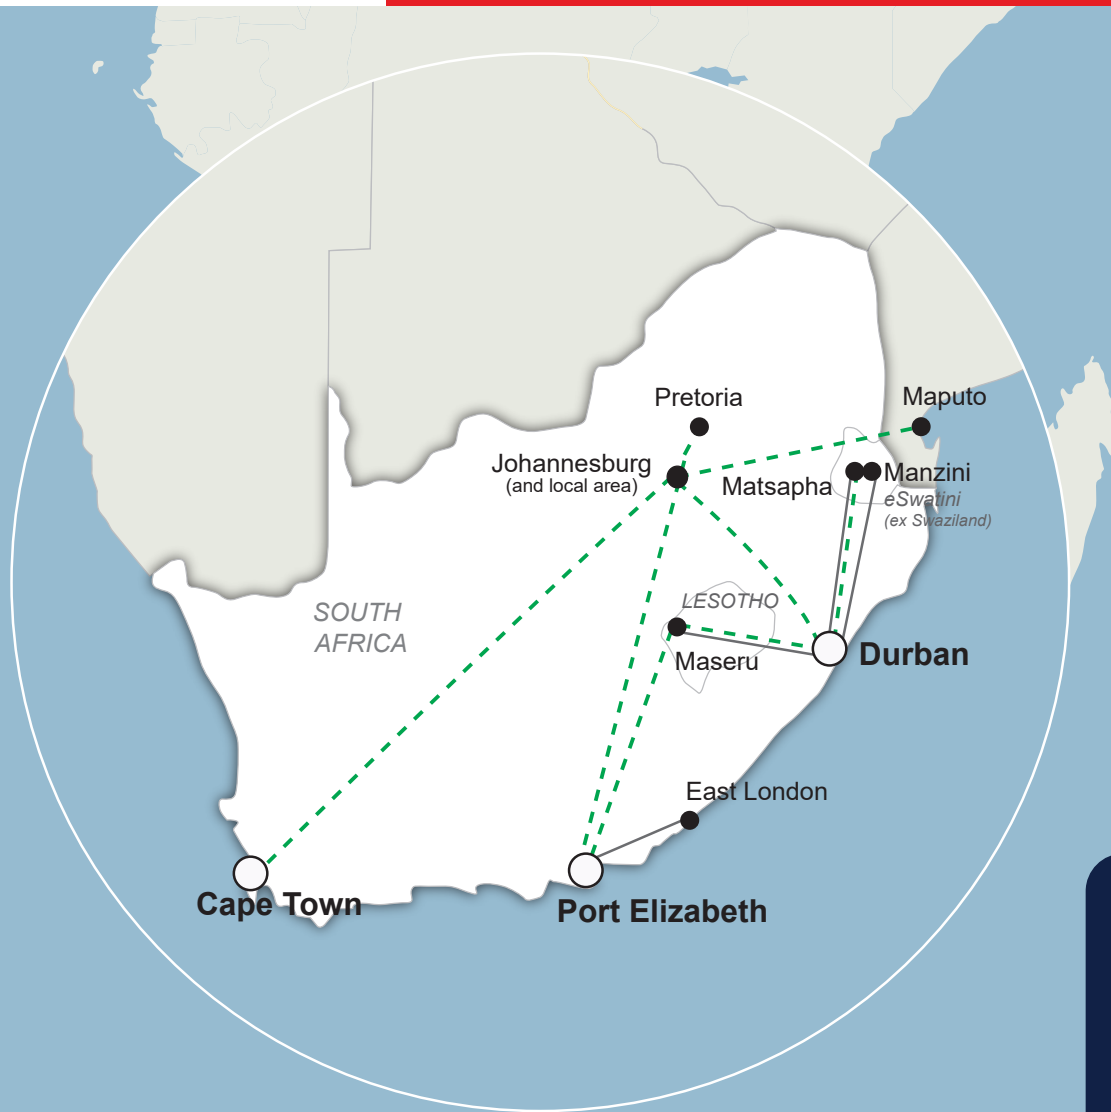 Pretoria
Maputo
Johannesburg
(and local area)
Matsapha
Manzini
eSwatini
(ex Swaziland)
SOUTH
AFRICA
LESOTHO
Maseru
Durban
East London
Cape Town
Port Elizabeth